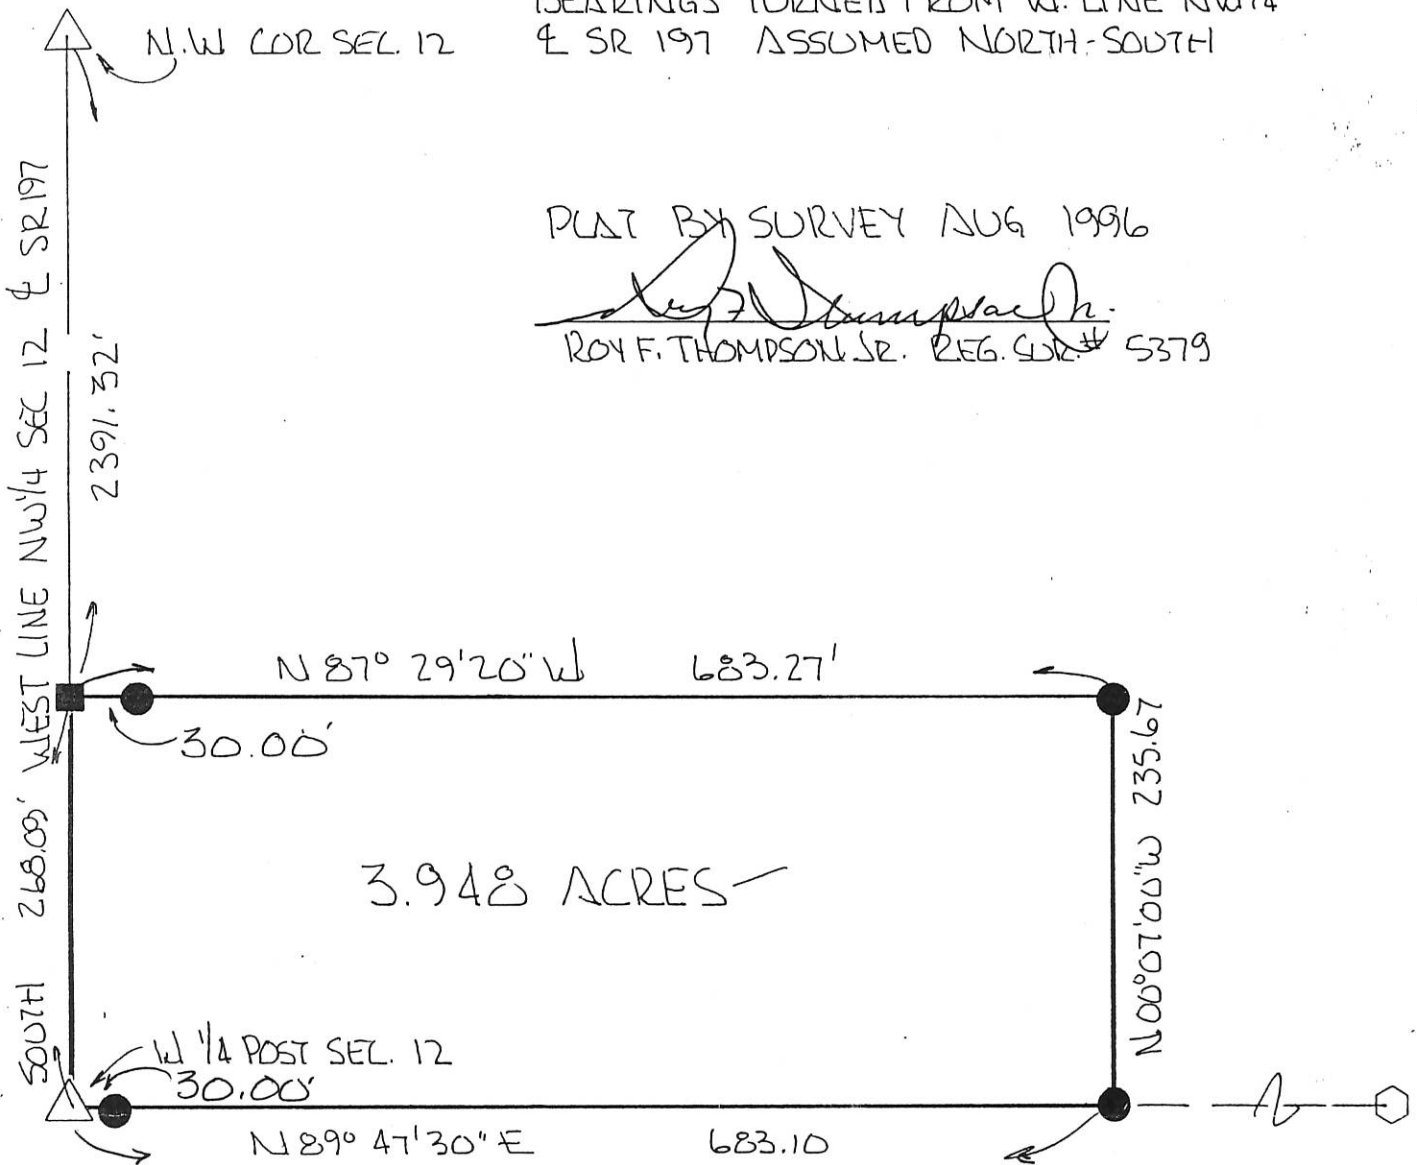 BEARINGS TURNED FROM W. LINE NW1/4
℄ SR 197 ASSUMED NORTH-SOUTH
N.W COR SEC. 12
PLAT BY SURVEY AUG 1996
ROY F. THOMPSON JR. REG. SUR. # 5379
WEST LINE NW1/4 SEC 12 ℄ SR197
2391.32'
N 87° 29'20" W 683.27'
30.00'
SOUTH 268.09'
3.948 ACRES
N00°07'00"W 235.67
W 1/4 POST SEC. 12
30.00'
N89° 47'30" E 683.10